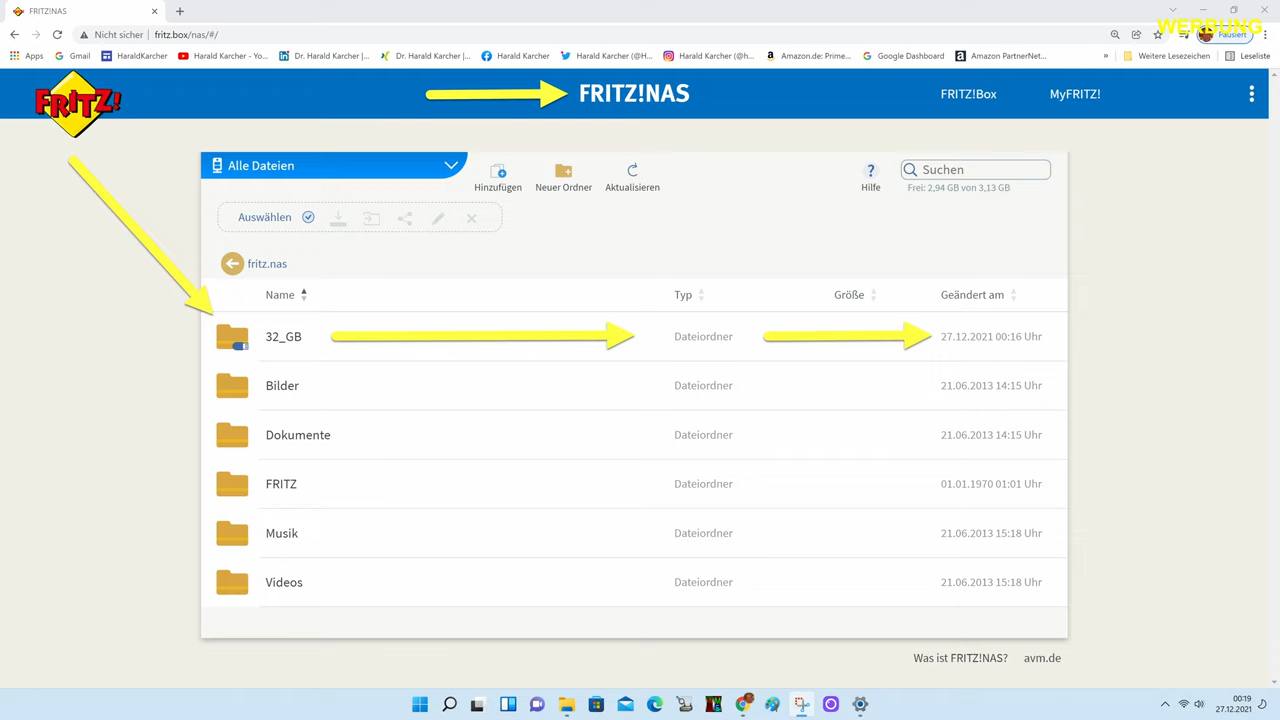 FRITZ!NAS
Nicht sicher
fritz.box/nas/#/
WERBUNG
Pausiert
Apps
Gmail
HaraldKarcher
Harald Karcher - Yo...
Dr. Harald Karcher |...
Dr. Harald Karcher |...
Harald Karcher
Harald Karcher (@H...
Harald Karcher (@h...
Amazon.de: Prime...
Google Dashboard
Amazon PartnerNet...
»
Weitere Lesezeichen
Leseliste
FRITZ!
FRITZ!NAS
FRITZ!Box
MyFRITZ!
Alle Dateien
Hinzufügen
Neuer Ordner
Aktualisieren
Hilfe
Suchen
Frei: 2,94 GB von 3,13 GB
Auswählen
fritz.nas
Name Typ Größe Geändert am
32_GB Dateiordner 27.12.2021 00:16 Uhr
Bilder Dateiordner 21.06.2013 14:15 Uhr
Dokumente Dateiordner 21.06.2013 14:15 Uhr
FRITZ Dateiordner 01.01.1970 01:01 Uhr
Musik Dateiordner 21.06.2013 15:18 Uhr
Videos Dateiordner 21.06.2013 15:18 Uhr
Was ist FRITZ!NAS? avm.de
00:19
27.12.2021